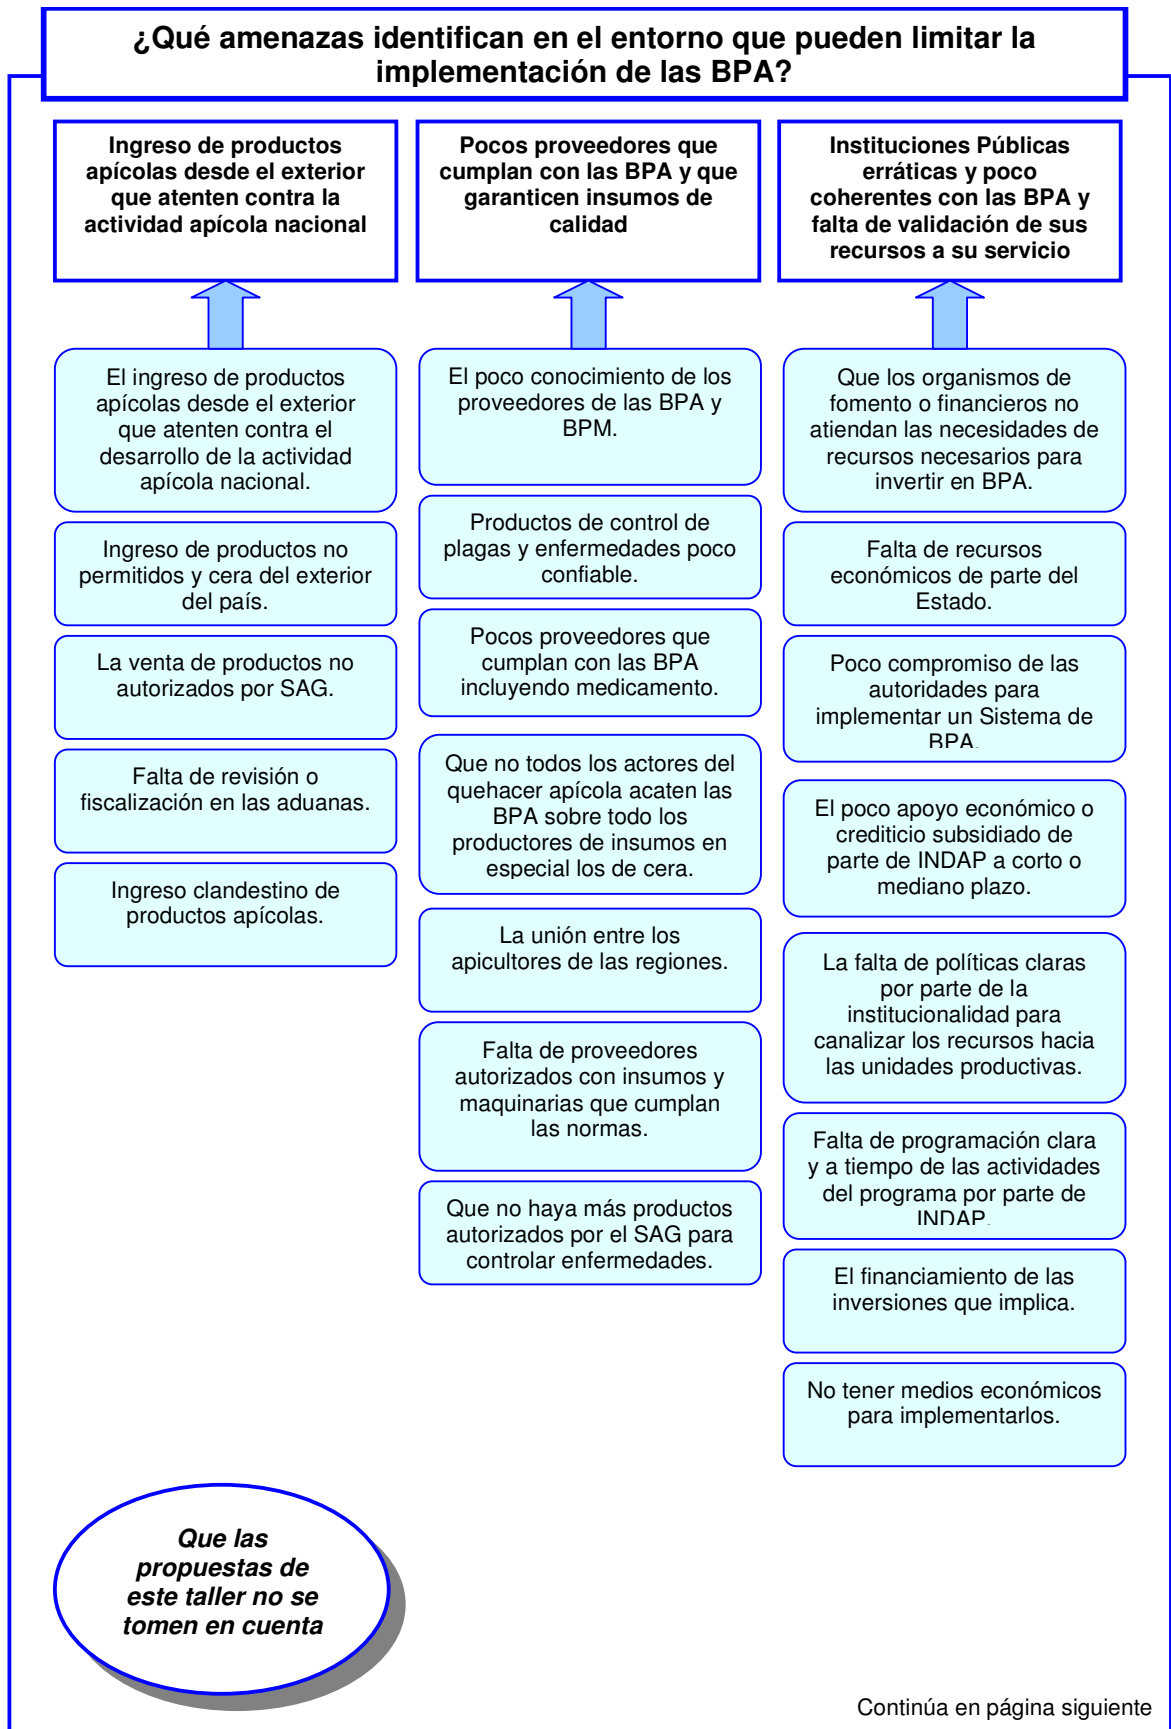 ¿Qué amenazas identifican en el entorno que pueden limitar la
implementación de las BPA?
Ingreso de productos
apícolas desde el exterior
que atenten contra la
actividad apícola nacional
El ingreso de productos
apícolas desde el exterior
que atenten contra el
desarrollo de la actividad
apícola nacional.
Ingreso de productos no
permitidos y cera del exterior
del país.
La venta de productos no
autorizados por SAG.
Falta de revisión o
fiscalización en las aduanas.
Ingreso clandestino de
productos apícolas.
Pocos proveedores que
cumplan con las BPA y que
garanticen insumos de
calidad
El poco conocimiento de los
proveedores de las BPA y
BPM.
Productos de control de
plagas y enfermedades poco
confiable.
Pocos proveedores que
cumplan con las BPA
incluyendo medicamento.
Que no todos los actores del
quehacer apícola acaten las
BPA sobre todo los
productores de insumos en
especial los de cera.
La unión entre los
apicultores de las regiones.
Falta de proveedores
autorizados con insumos y
maquinarias que cumplan
las normas.
Que no haya más productos
autorizados por el SAG para
controlar enfermedades.
Instituciones Públicas
erráticas y poco
coherentes con las BPA y
falta de validación de sus
recursos a su servicio
Que los organismos de
fomento o financieros no
atiendan las necesidades de
recursos necesarios para
invertir en BPA.
Falta de recursos
económicos de parte del
Estado.
Poco compromiso de las
autoridades para
implementar un Sistema de
BPA.
El poco apoyo económico o
crediticio subsidiado de
parte de INDAP a corto o
mediano plazo.
La falta de políticas claras
por parte de la
institucionalidad para
canalizar los recursos hacia
las unidades productivas.
Falta de programación clara
y a tiempo de las actividades
del programa por parte de
INDAP.
El financiamiento de las
inversiones que implica.
No tener medios económicos
para implementarlos.
Que las
propuestas de
este taller no se
tomen en cuenta
Continúa en página siguiente